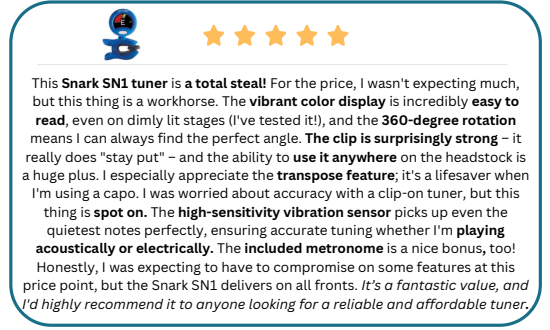 E
This Snark SN1 tuner is a total steal! For the price, I wasn't expecting much,
but this thing is a workhorse. The vibrant color display is incredibly easy to
read, even on dimly lit stages (I've tested it!), and the 360-degree rotation
means I can always find the perfect angle. The clip is surprisingly strong – it
really does "stay put" – and the ability to use it anywhere on the headstock is
a huge plus. I especially appreciate the transpose feature; it's a lifesaver when
I'm using a capo. I was worried about accuracy with a clip-on tuner, but this
thing is spot on. The high-sensitivity vibration sensor picks up even the
quietest notes perfectly, ensuring accurate tuning whether I'm playing
acoustically or electrically. The included metronome is a nice bonus, too!
Honestly, I was expecting to have to compromise on some features at this
price point, but the Snark SN1 delivers on all fronts. It's a fantastic value, and
I'd highly recommend it to anyone looking for a reliable and affordable tuner.